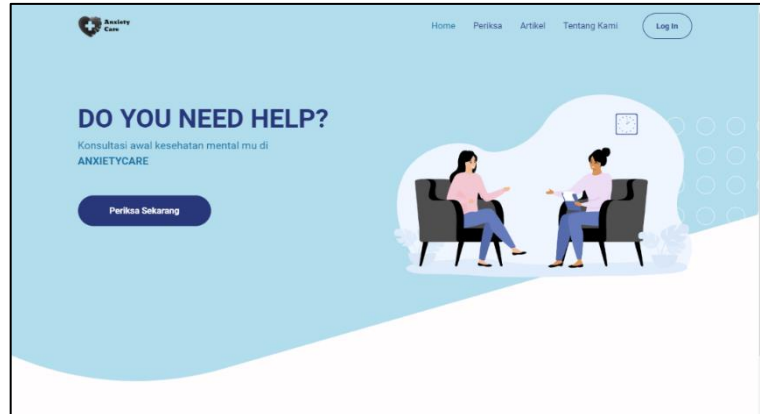 Anxiety
Care
Home Periksa Artikel Tentang Kami Log In
DO YOU NEED HELP?
Konsultasi awal kesehatan mental mu di
ANXIETYCARE
Periksa Sekarang